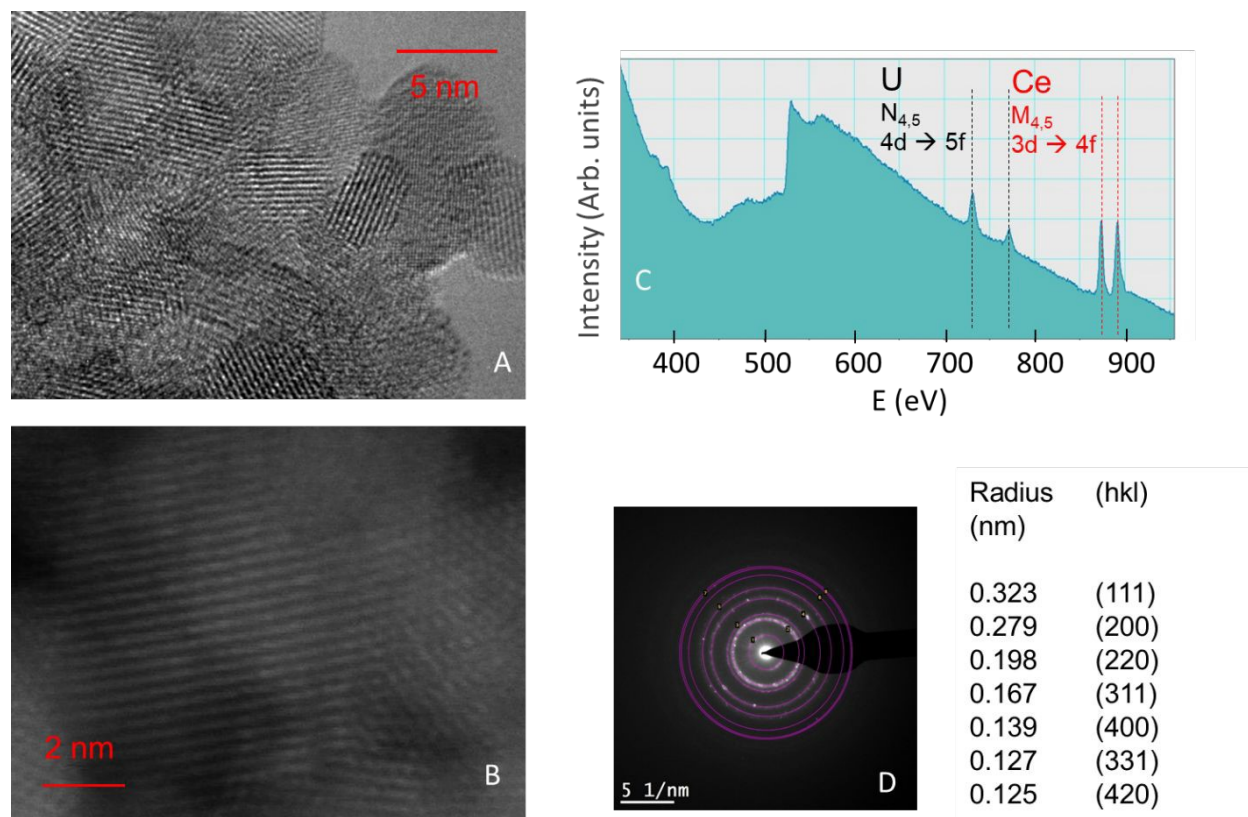 5 nm
A
2 nm
B
Intensity (Arb. units)
U
N4,5
4d → 5f
Ce
M4,5
3d → 4f
C
400 500 600 700 800 900
E (eV)
5 1/nm
D
Radius (hkl)
(nm)
0.323 (111)
0.279 (200)
0.198 (220)
0.167 (311)
0.139 (400)
0.127 (331)
0.125 (420)